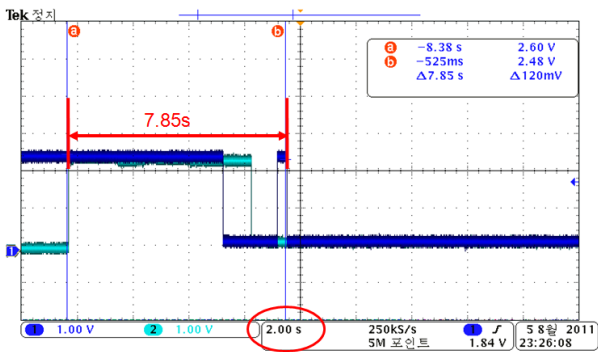 Tek 정지
a
b
a -8.38 s 2.60 V
b -525ms 2.48 V
Δ7.85 s Δ120mV
7.85s
1
1 1.00 V 2 1.00 V 2.00 s 250kS/s 1 1.84 V
5M 포인트
5 8월 2011
23:26:08